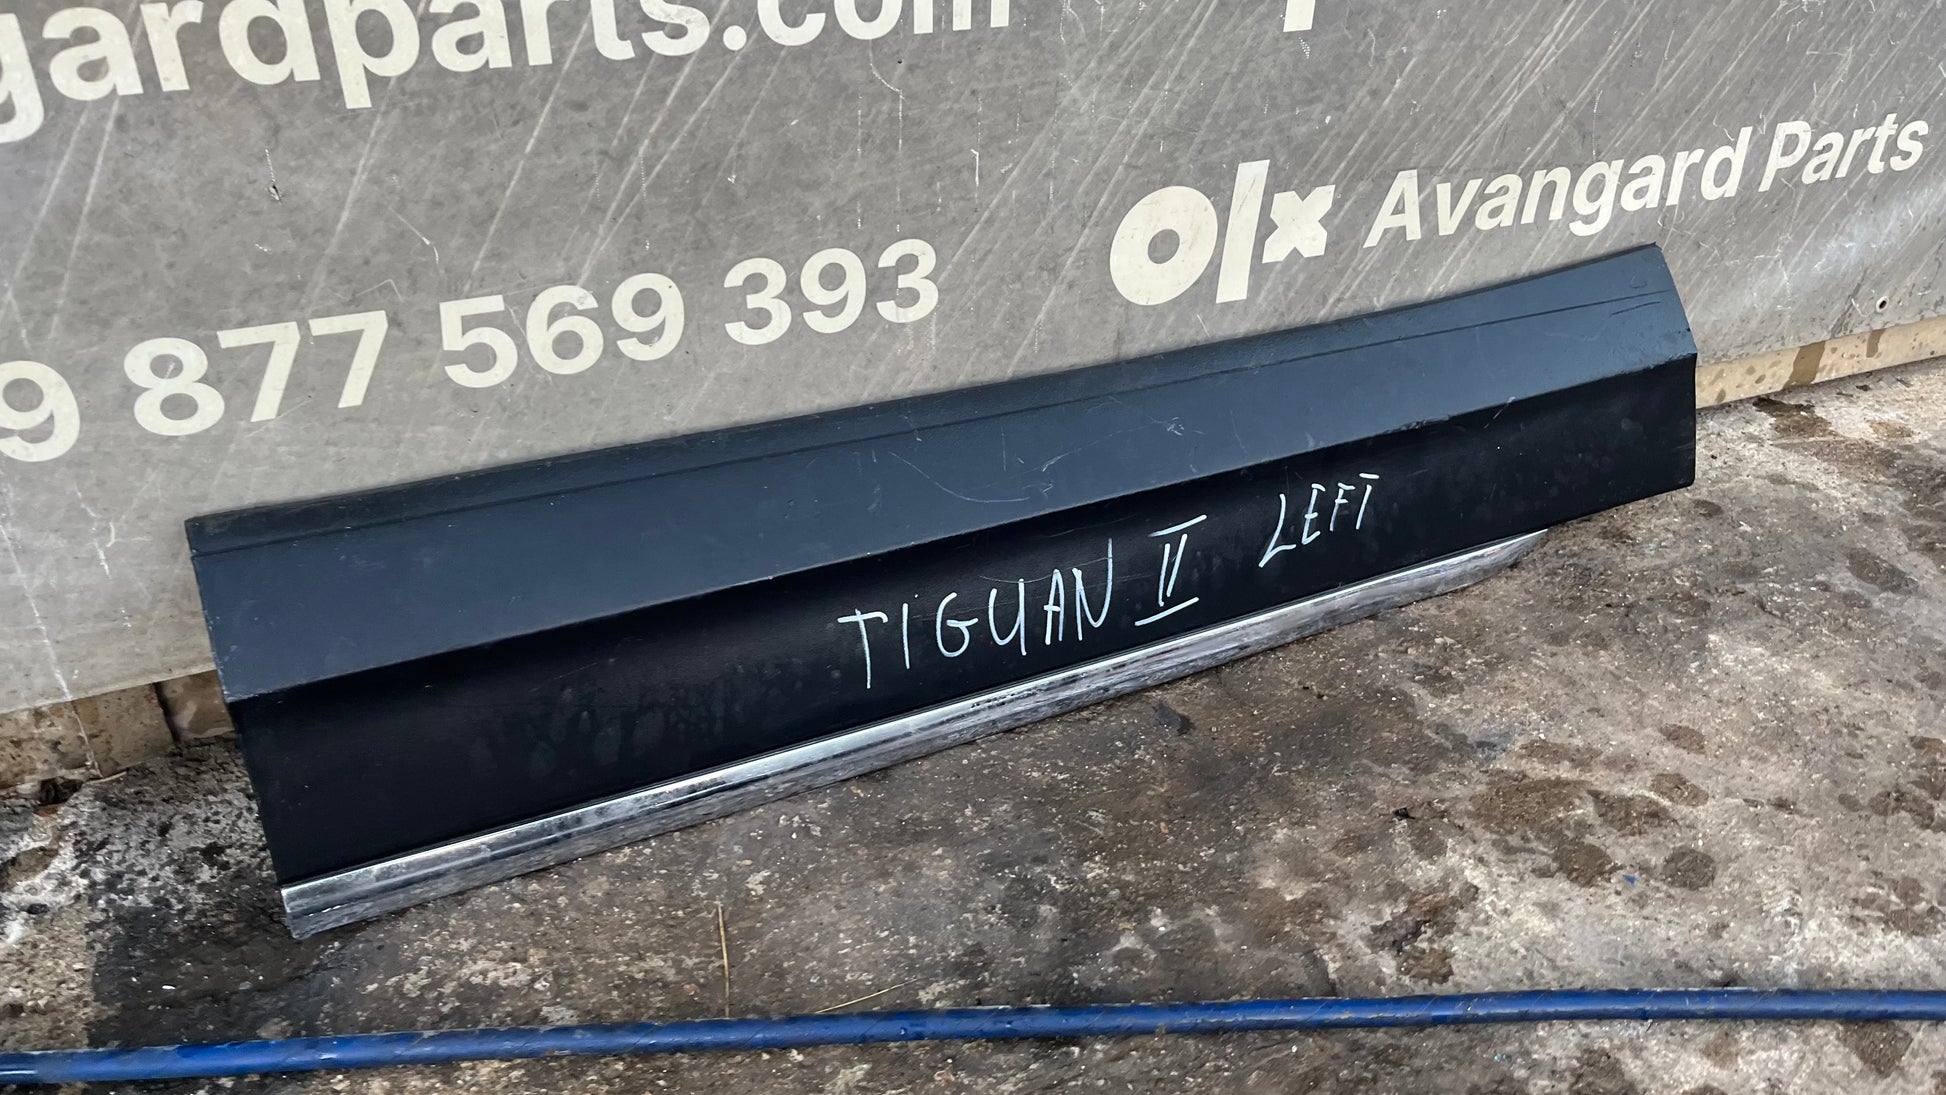 gardparts.com
olx Avangard Parts
9 877 569 393
TIGUAN II LEFT